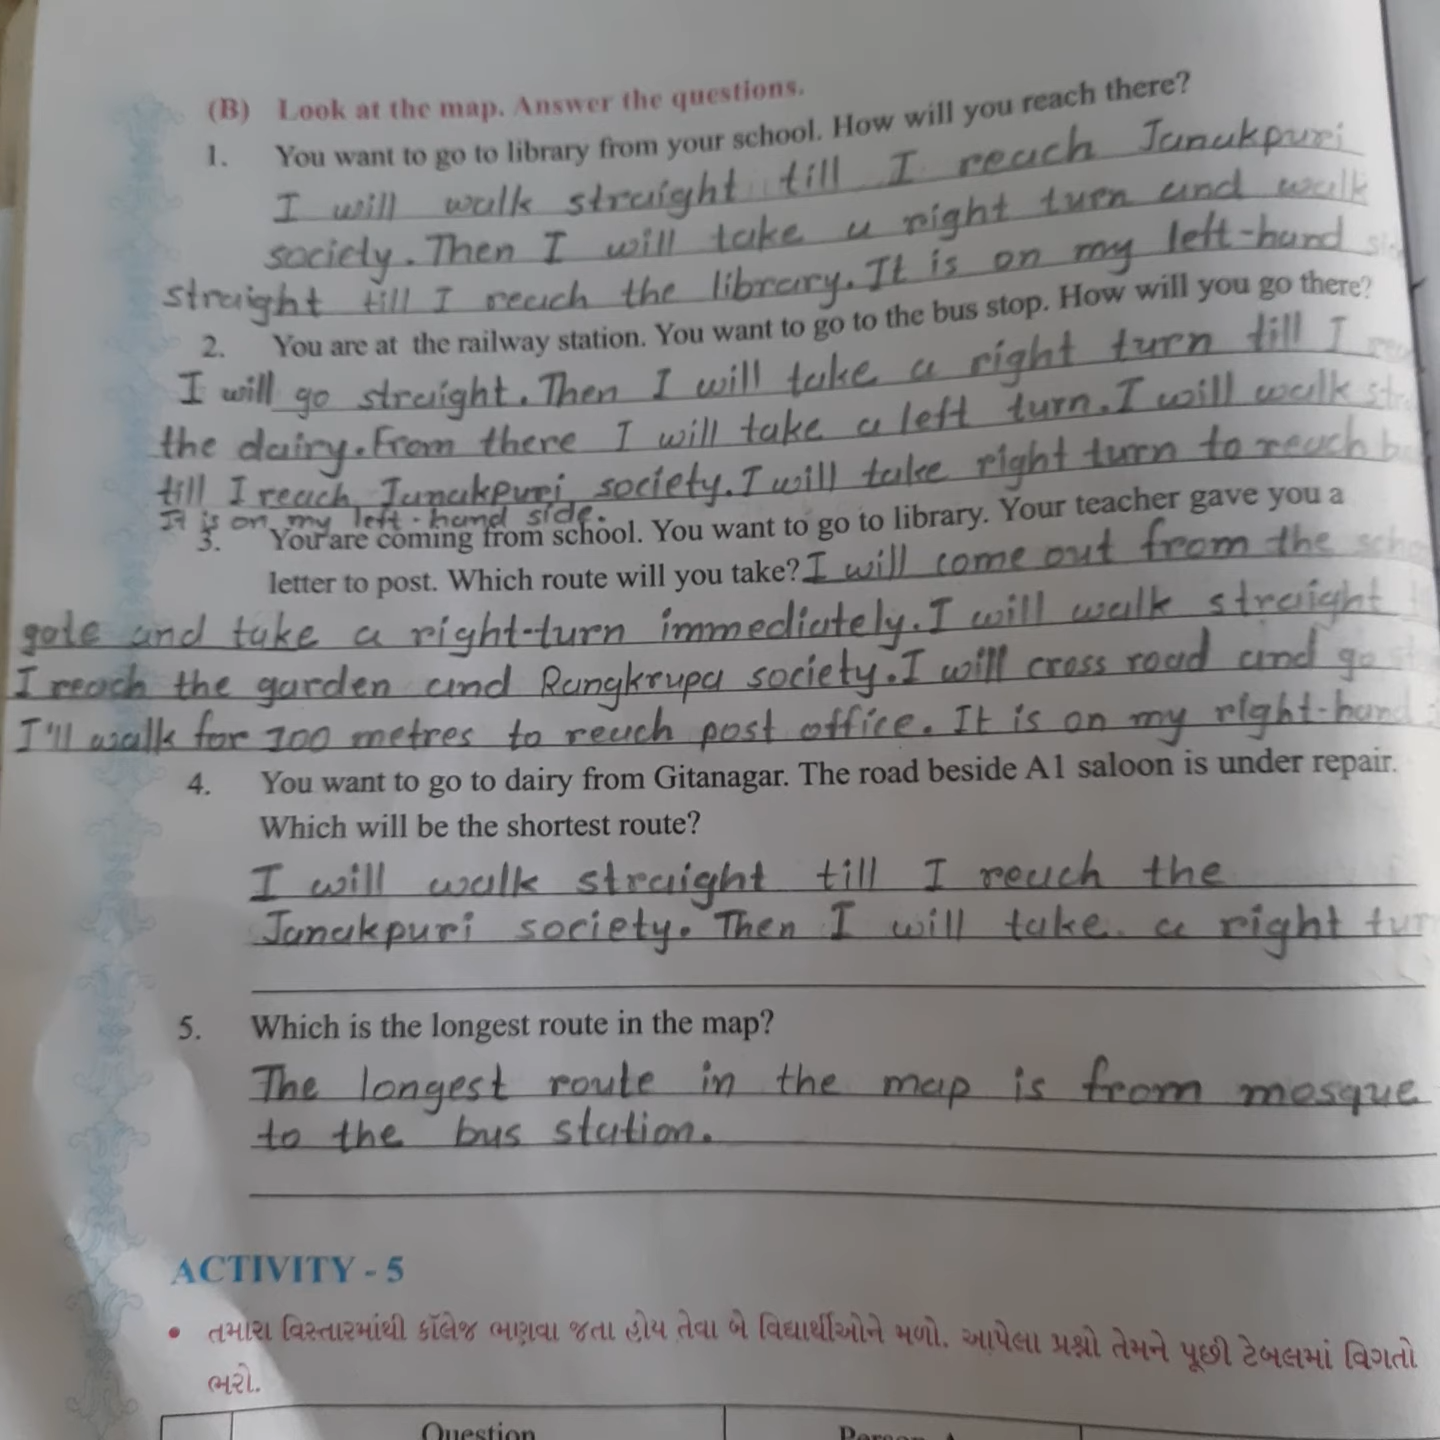 (B) Look at the map. Answer the questions.
1. You want to go to library from your school. How will you reach there?
I will walk straight till I reach Janakpuri
society. Then I will take a right turn and walk
straight till I reach the library. It is on my left-hand
2. You are at the railway station. You want to go to the bus stop. How will you go there?
I will go straight. Then I will take a right turn till I
the dairy. From there I will take a left turn. I will walk
till I reach Janakpuri society. I will take right turn to reach
It is on my left-hand side.
3. You are coming from school. You want to go to library. Your teacher gave you a
letter to post. Which route will you take? I will come out from the
gate and take a right-turn immediately. I will walk straight
I reach the garden and Rangkrupa society. I will cross road and go
I'll walk for 100 metres to reach post office. It is on my right-hand
4. You want to go to dairy from Gitanagar. The road beside A1 saloon is under repair.
Which will be the shortest route?
I will walk straight till I reach the
Janakpuri society. Then I will take a right
5. Which is the longest route in the map?
The longest route in the map is from mosque
to the bus station.
ACTIVITY - 5
• તમારા વિસ્તારમાંથી કૉલેજ ભણવા જતા હોય તેવા બે વિદ્યાર્થીઓને મળો. આપેલા પ્રશ્નો તેમને પૂછી ટેબલમાં વિગતો
ભરો.
Question